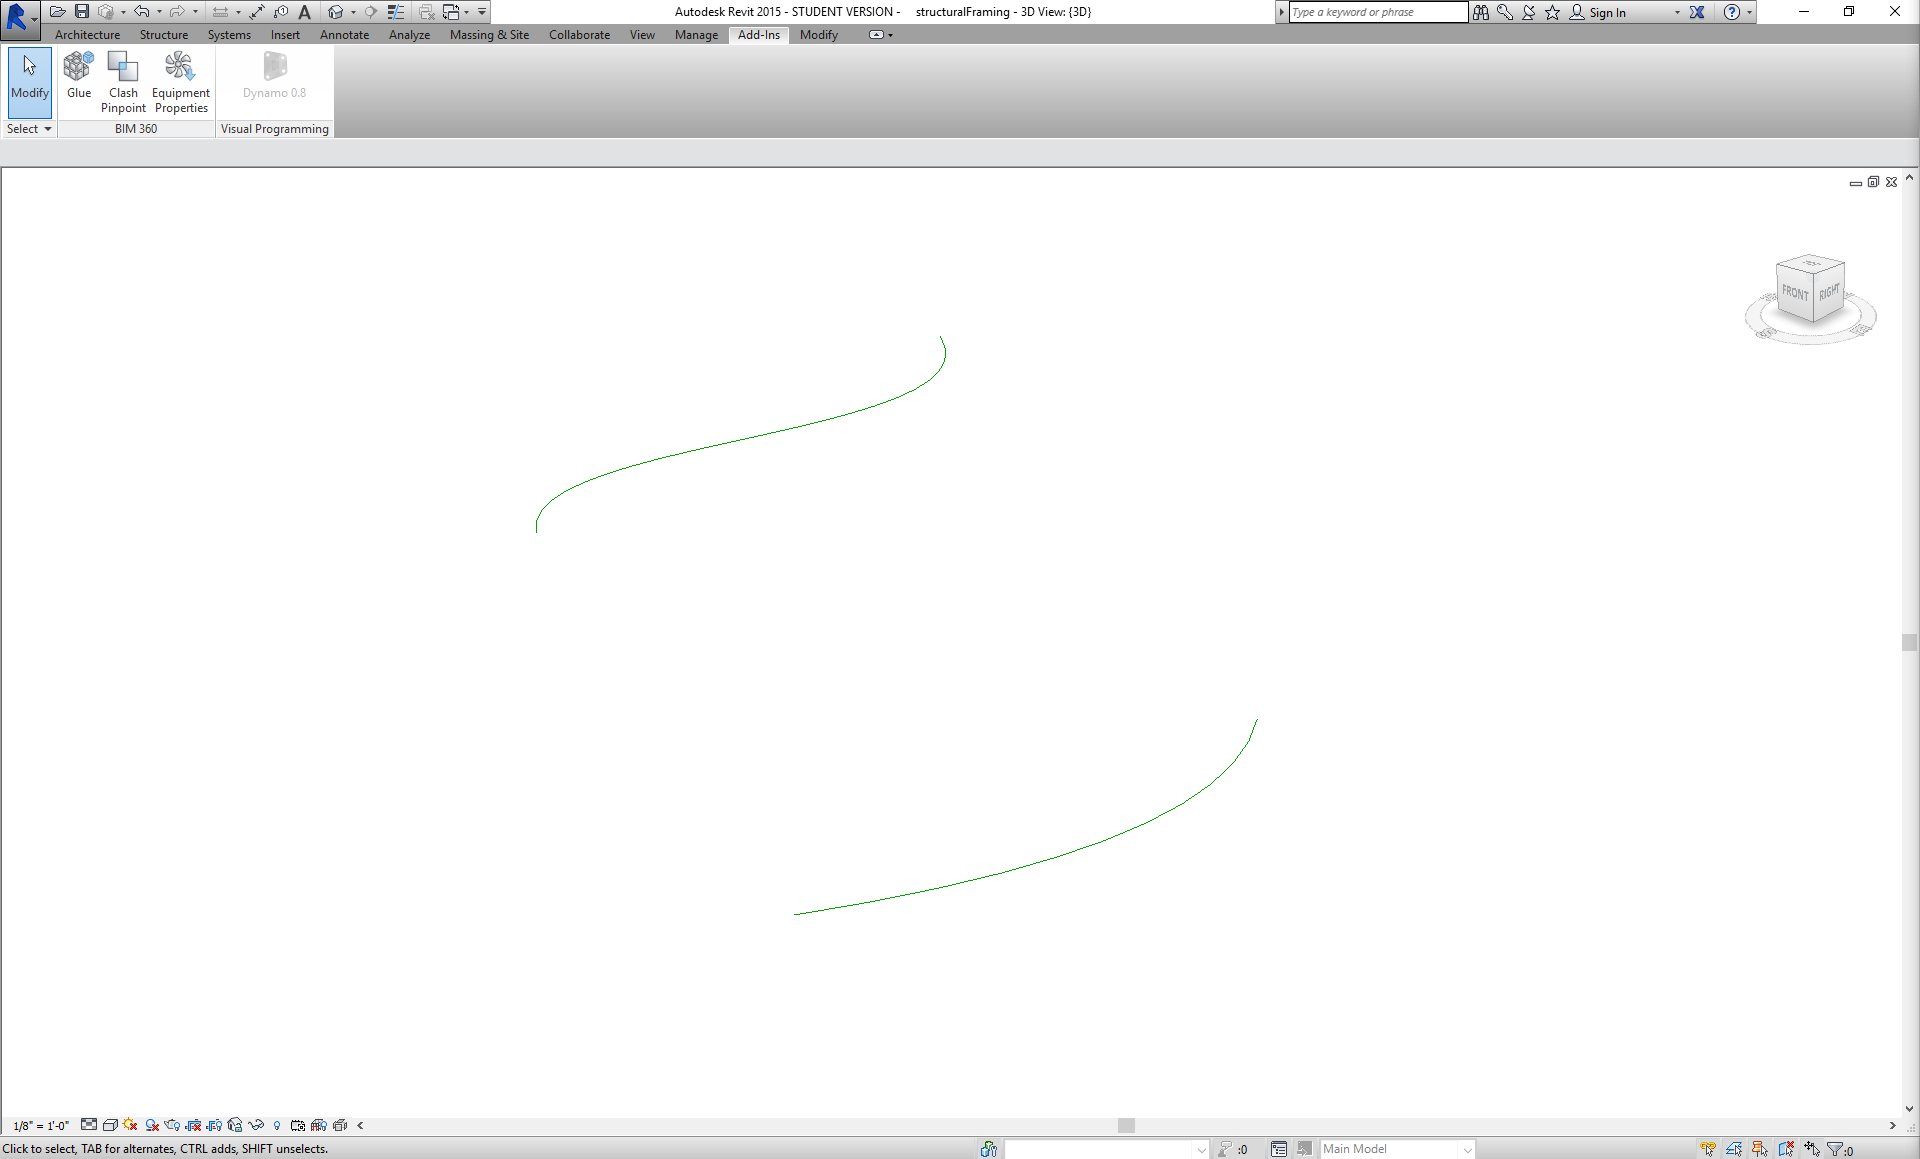 Autodesk Revit 2015 - STUDENT VERSION - structuralFraming - 3D View: {3D}
Type a keyword or phrase
Sign In
Architecture Structure Systems Insert Annotate Analyze Massing & Site Collaborate View Manage Add-Ins Modify
Modify
Glue
Clash
Pinpoint
Equipment
Properties
Dynamo 0.8
Select
BIM 360
Visual Programming
TOP
FRONT
RIGHT
1/8" = 1'-0"
Click to select, TAB for alternates, CTRL adds, SHIFT unselects.
:0
Main Model
:0